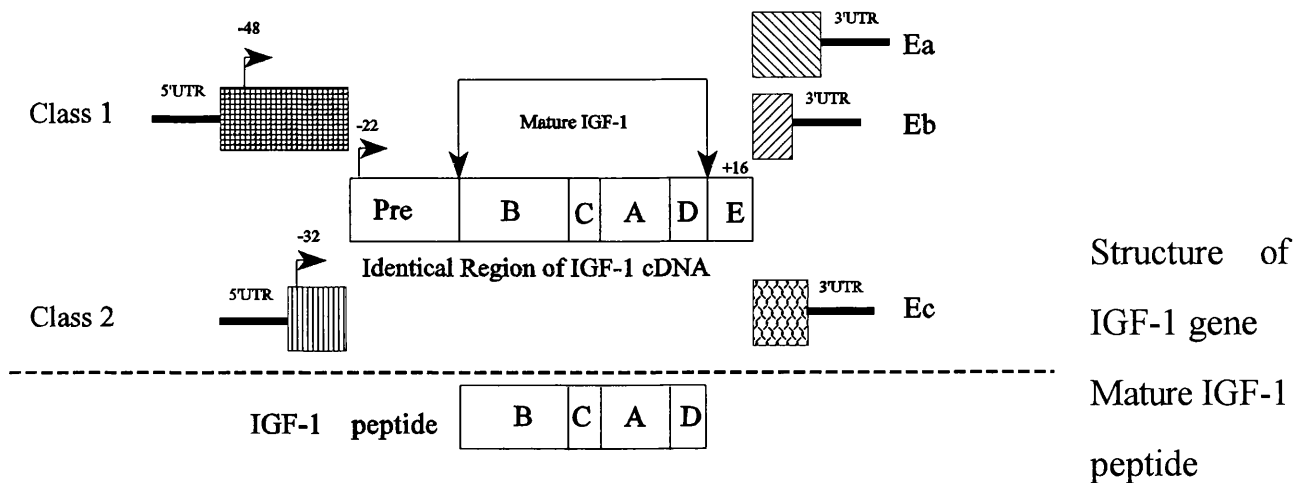 -48
3'UTR
Ea
5'UTR
Class 1
-22
Mature IGF-1
3'UTR
Eb
+16
Pre B C A D E
Identical Region of IGF-1 cDNA
-32
5'UTR
Class 2
3'UTR
Ec
IGF-1 peptide B C A D
Structure of
IGF-1 gene
Mature IGF-1
peptide